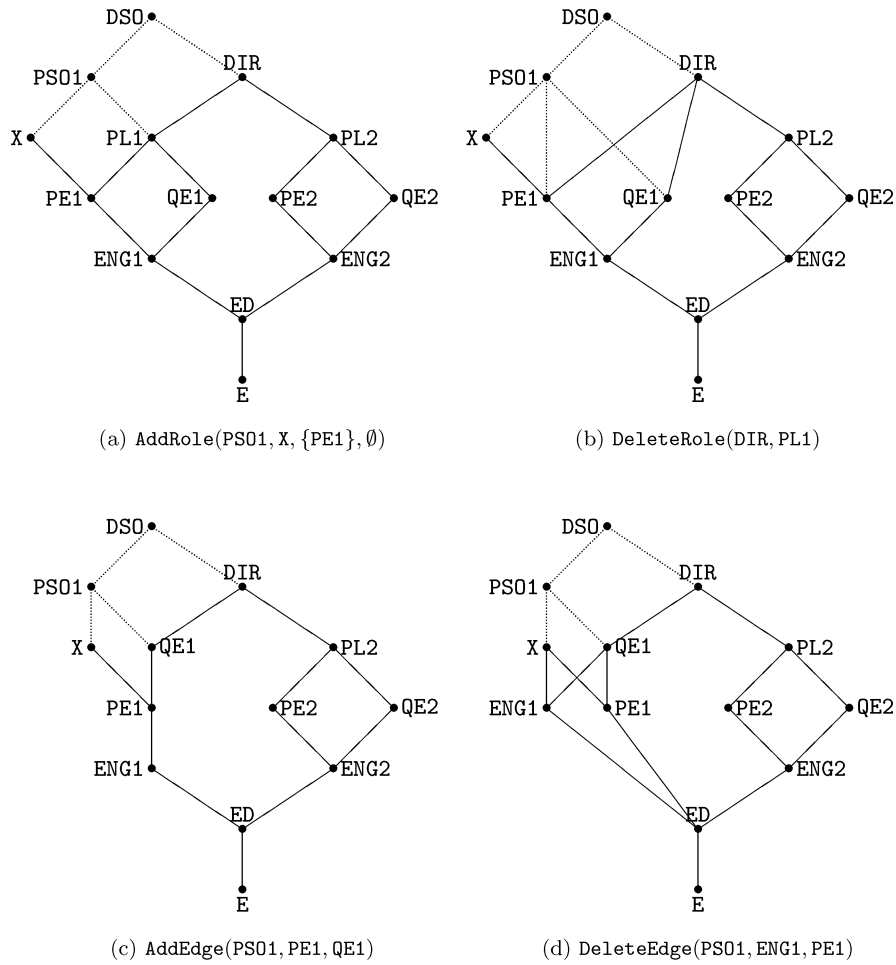 DSO DSO
PSO1 DIR PSO1 DIR
X PL1 PL2 X PL2
PE1 QE1 PE2 QE2 PE1 QE1 PE2 QE2
ENG1 ENG2 ENG1 ENG2
ED ED
E E
(a) AddRole(PSO1, X, {PE1}, ∅) (b) DeleteRole(DIR, PL1)
DSO DSO
PSO1 DIR PSO1 DIR
X QE1 PL2 X QE1 PL2
PE1 PE2 QE2 ENG1 PE1 PE2 QE2
ENG1 ENG2 ENG2
ED ED
E E
(c) AddEdge(PSO1, PE1, QE1) (d) DeleteEdge(PSO1, ENG1, PE1)